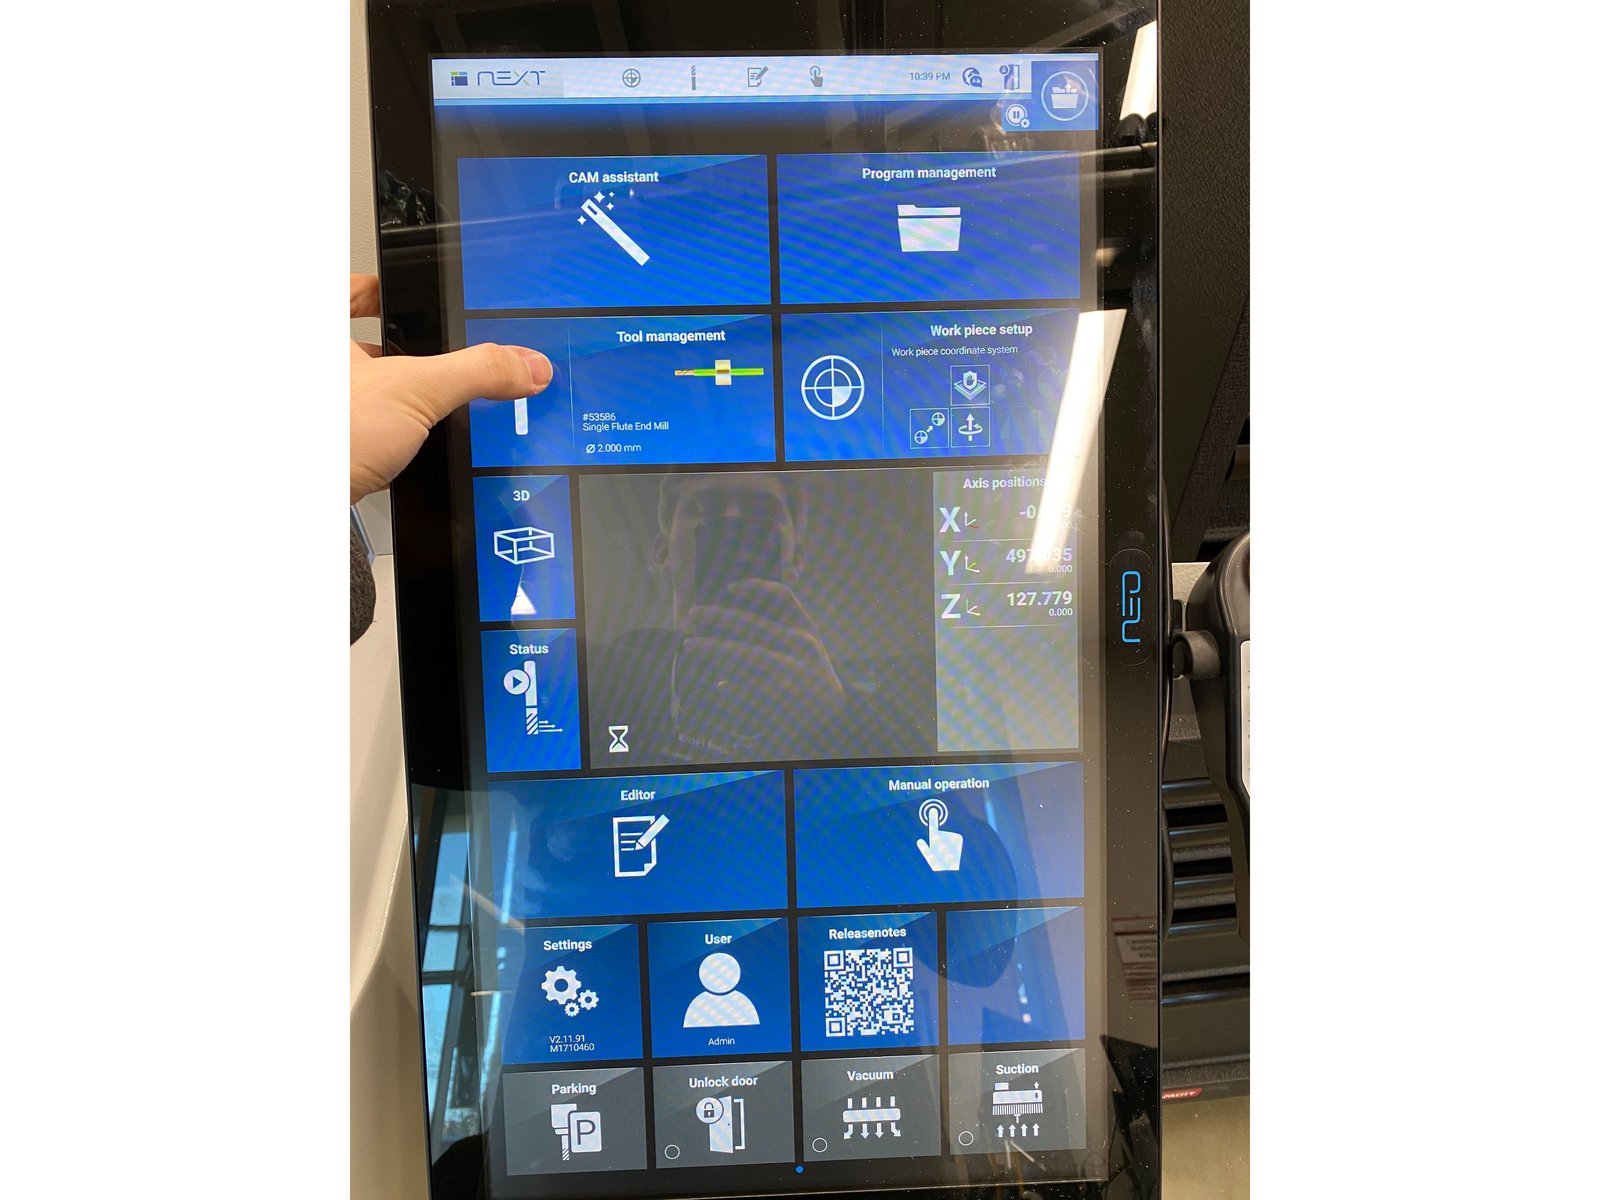 NEXT
10:39 PM
CAM assistant
Program management
Tool management
#53586
Single Flute End Mill
Ø 2.000 mm
Work piece setup
Work piece coordinate system
3D
Axis positions
X
Y
0.000
Z 127.779
0.000
Status
Editor
Manual operation
Settings
V2.11.91
M1710460
User
Admin
Releasenotes
Parking
P
Unlock door
Vacuum
Suction